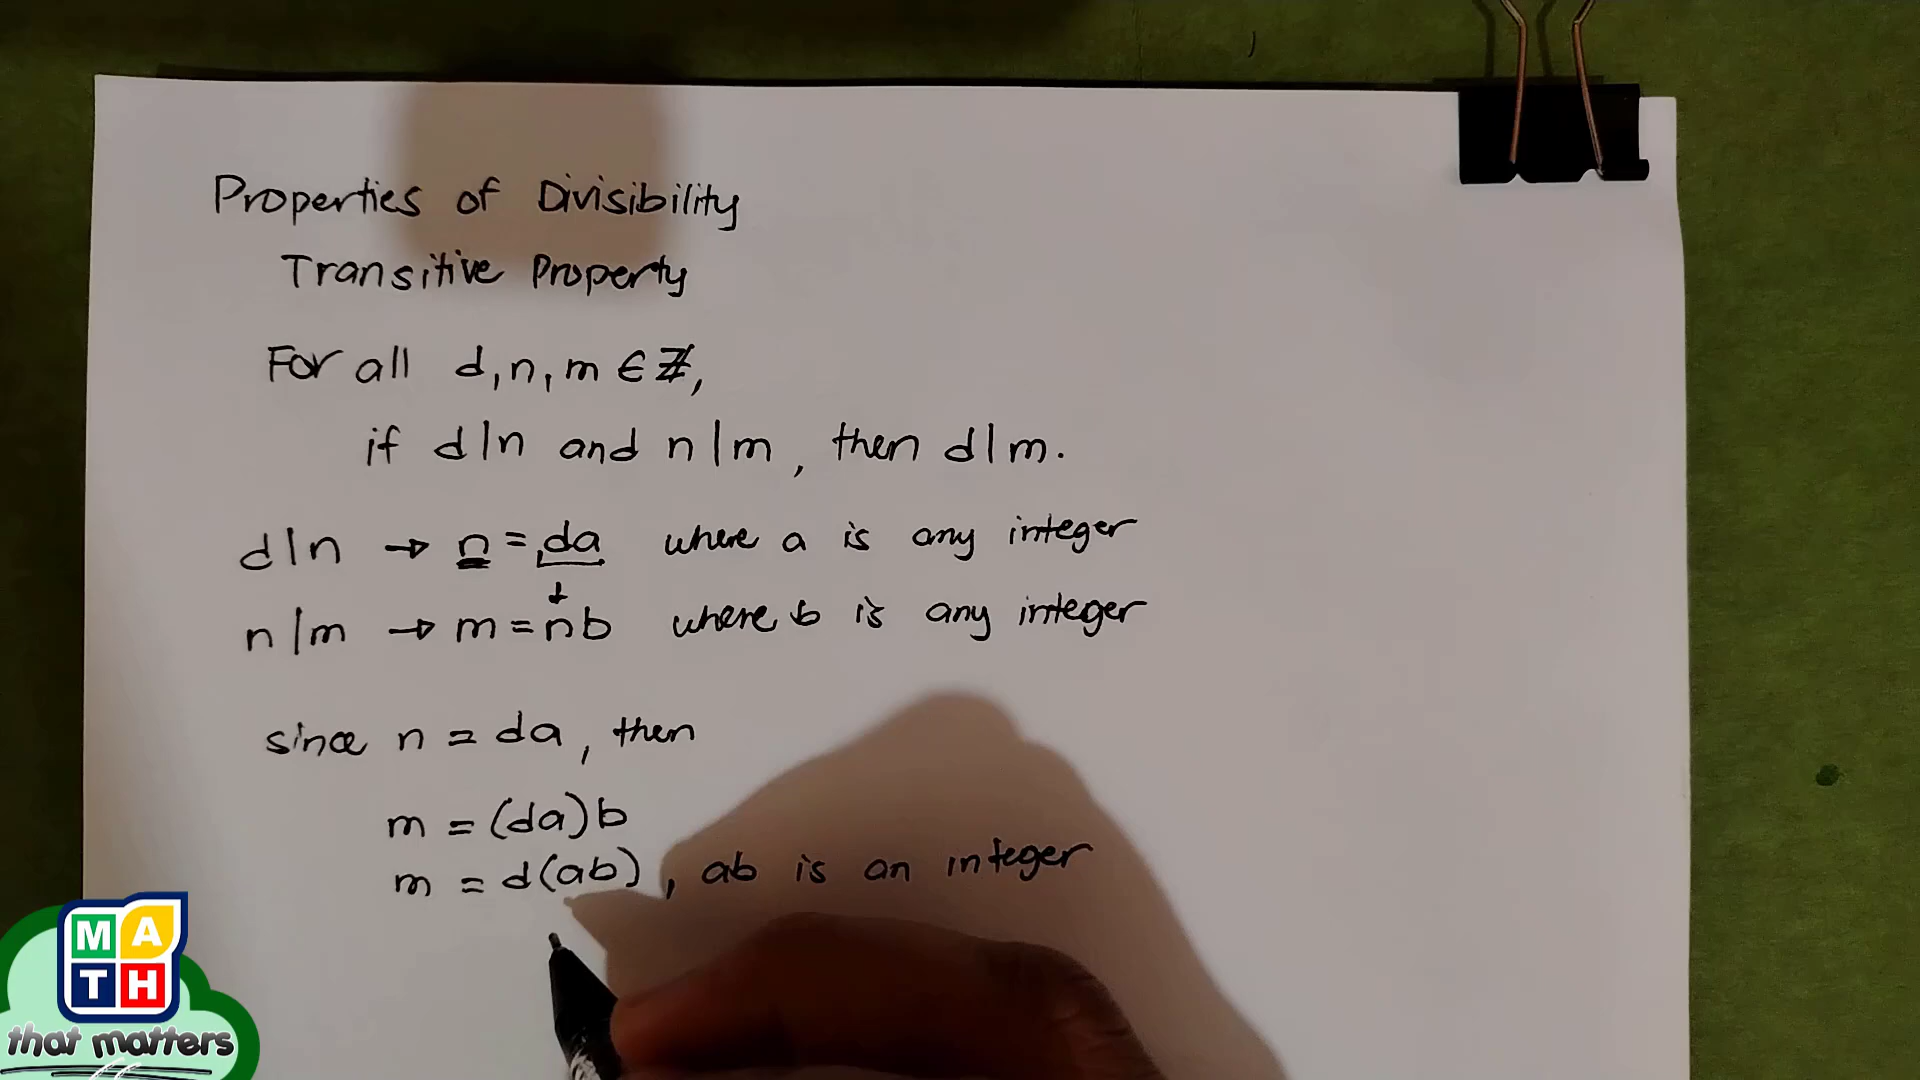 Properties of Divisibility
Transitive Property
For all d, n, m ∈ ℤ,
if d|n and n|m, then d|m.
d|n → n = da where a is any integer
n|m → m = nb where b is any integer
since n = da, then
m = (da)b
m = d(ab), ab is an integer
MATH
that matters